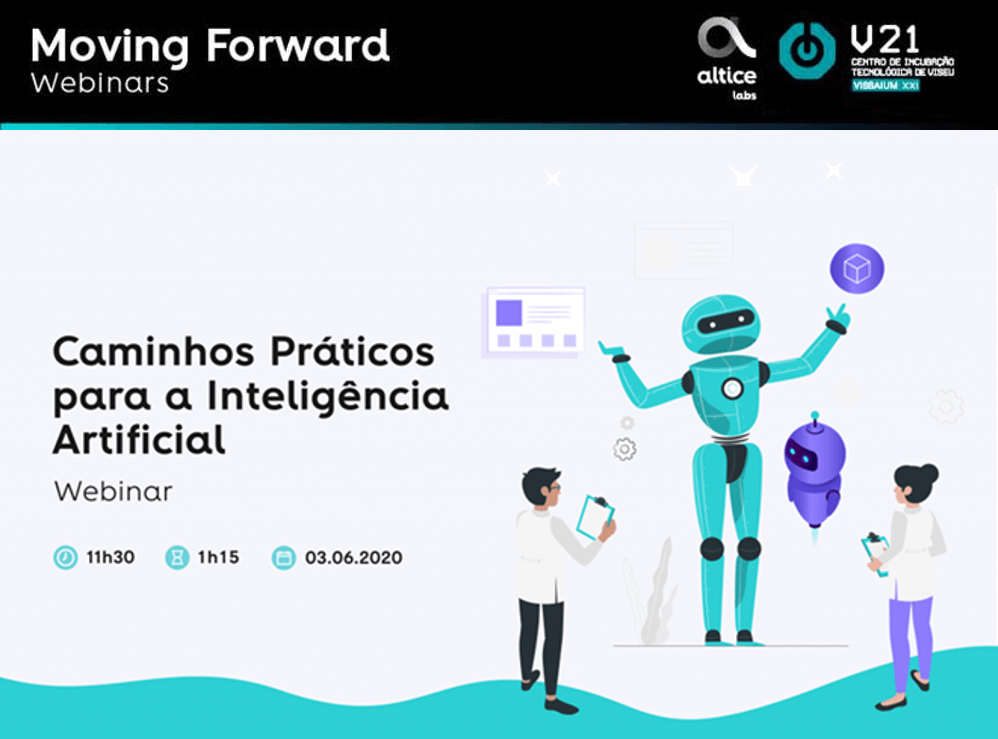 Moving Forward
Webinars
altice
labs
V21
CENTRO DE INCUBAÇÃO
TECNOLÓGICA DE VISEU
VISSAIUM XXI
Caminhos Práticos
para a Inteligência
Artificial
Webinar
11h30 1h15 03.06.2020